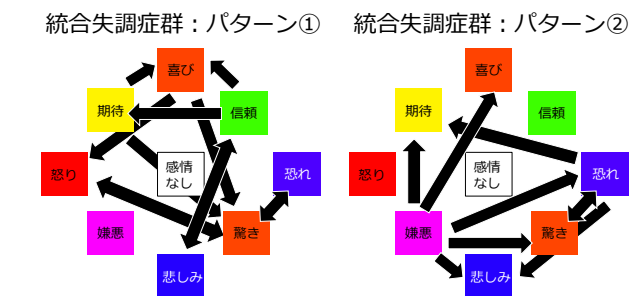 統合失調症群：パターン①
統合失調症群：パターン②
喜び
期待
信頼
怒り
感情
なし
恐れ
嫌悪
驚き
悲しみ
喜び
期待
信頼
怒り
感情
なし
恐れ
嫌悪
驚き
悲しみ